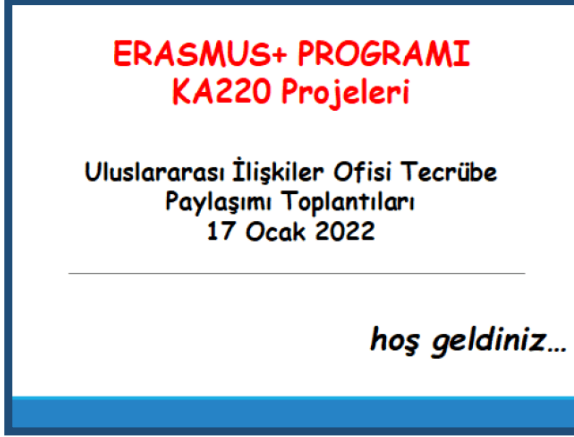 ERASMUS+ PROGRAMI
KA220 Projeleri
Uluslararası İlişkiler Ofisi Tecrübe
Paylaşımı Toplantıları
17 Ocak 2022
hoş geldiniz…